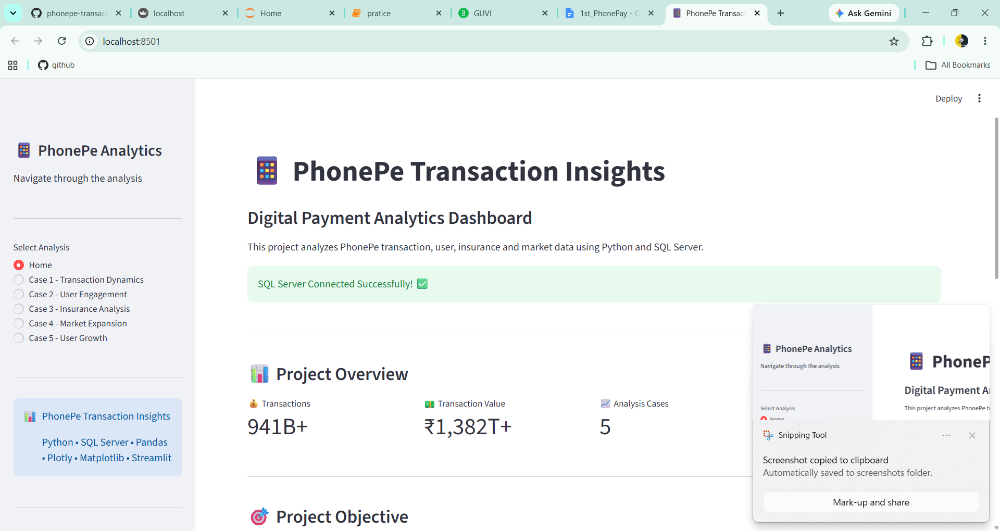 phonepe-transac
localhost
Home
pratice
GUVI
1st_PhonePay - G
PhonePe Transact
Ask Gemini
localhost:8501
github
All Bookmarks
Deploy
PhonePe Analytics
Navigate through the analysis
Select Analysis
Home
Case 1 - Transaction Dynamics
Case 2 - User Engagement
Case 3 - Insurance Analysis
Case 4 - Market Expansion
Case 5 - User Growth
PhonePe Transaction Insights
Python • SQL Server • Pandas
• Plotly • Matplotlib • Streamlit
PhonePe Transaction Insights
Digital Payment Analytics Dashboard
This project analyzes PhonePe transaction, user, insurance and market data using Python and SQL Server.
SQL Server Connected Successfully! ✅
Project Overview
Transactions
941B+
Transaction Value
₹1,382T+
Analysis Cases
5
Project Objective
PhonePe Analytics
Navigate through the analysis
Select Analysis
Home
PhoneP
Digital Payment A
This project analyzes PhonePe t
Snipping Tool
Screenshot copied to clipboard
Automatically saved to screenshots folder.
Mark-up and share